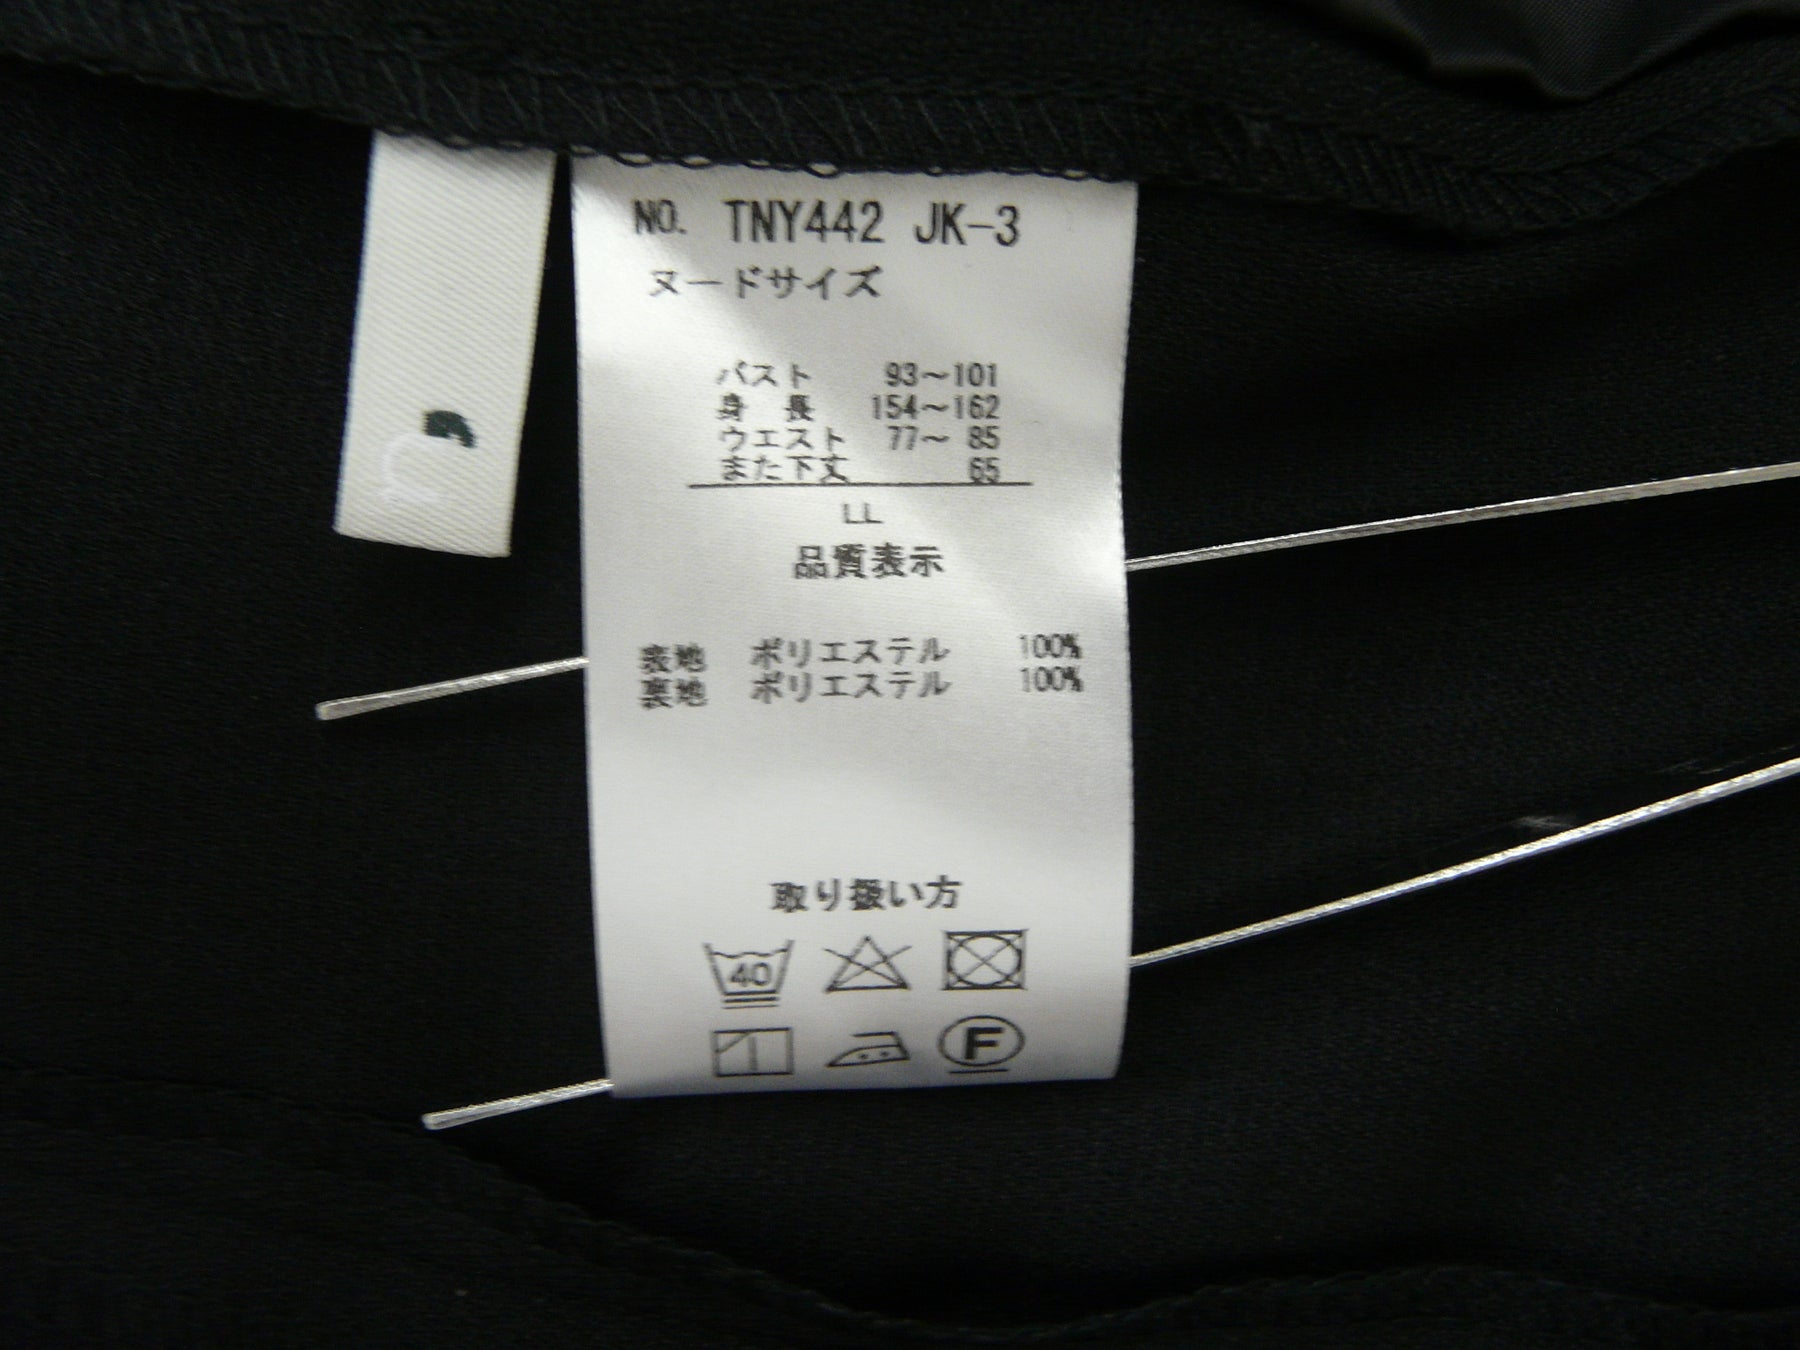 NO. TNY442 JK-3
ヌードサイズ
バスト 93～101
身 長 154～162
ウエスト 77～ 85
また下丈 65
LL
品質表示
表地 ポリエステル 100%
裏地 ポリエステル 100%
取り扱い方
40
F